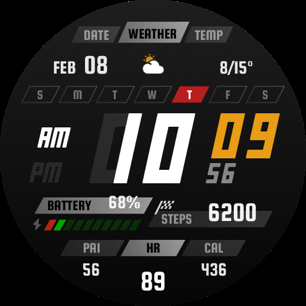 DATE WEATHER TEMP
FEB 08 8/15°
S M T W T F S
AM 10 09
PM 56
BATTERY 68%
STEPS 6200
PAI HR CAL
56 89 436